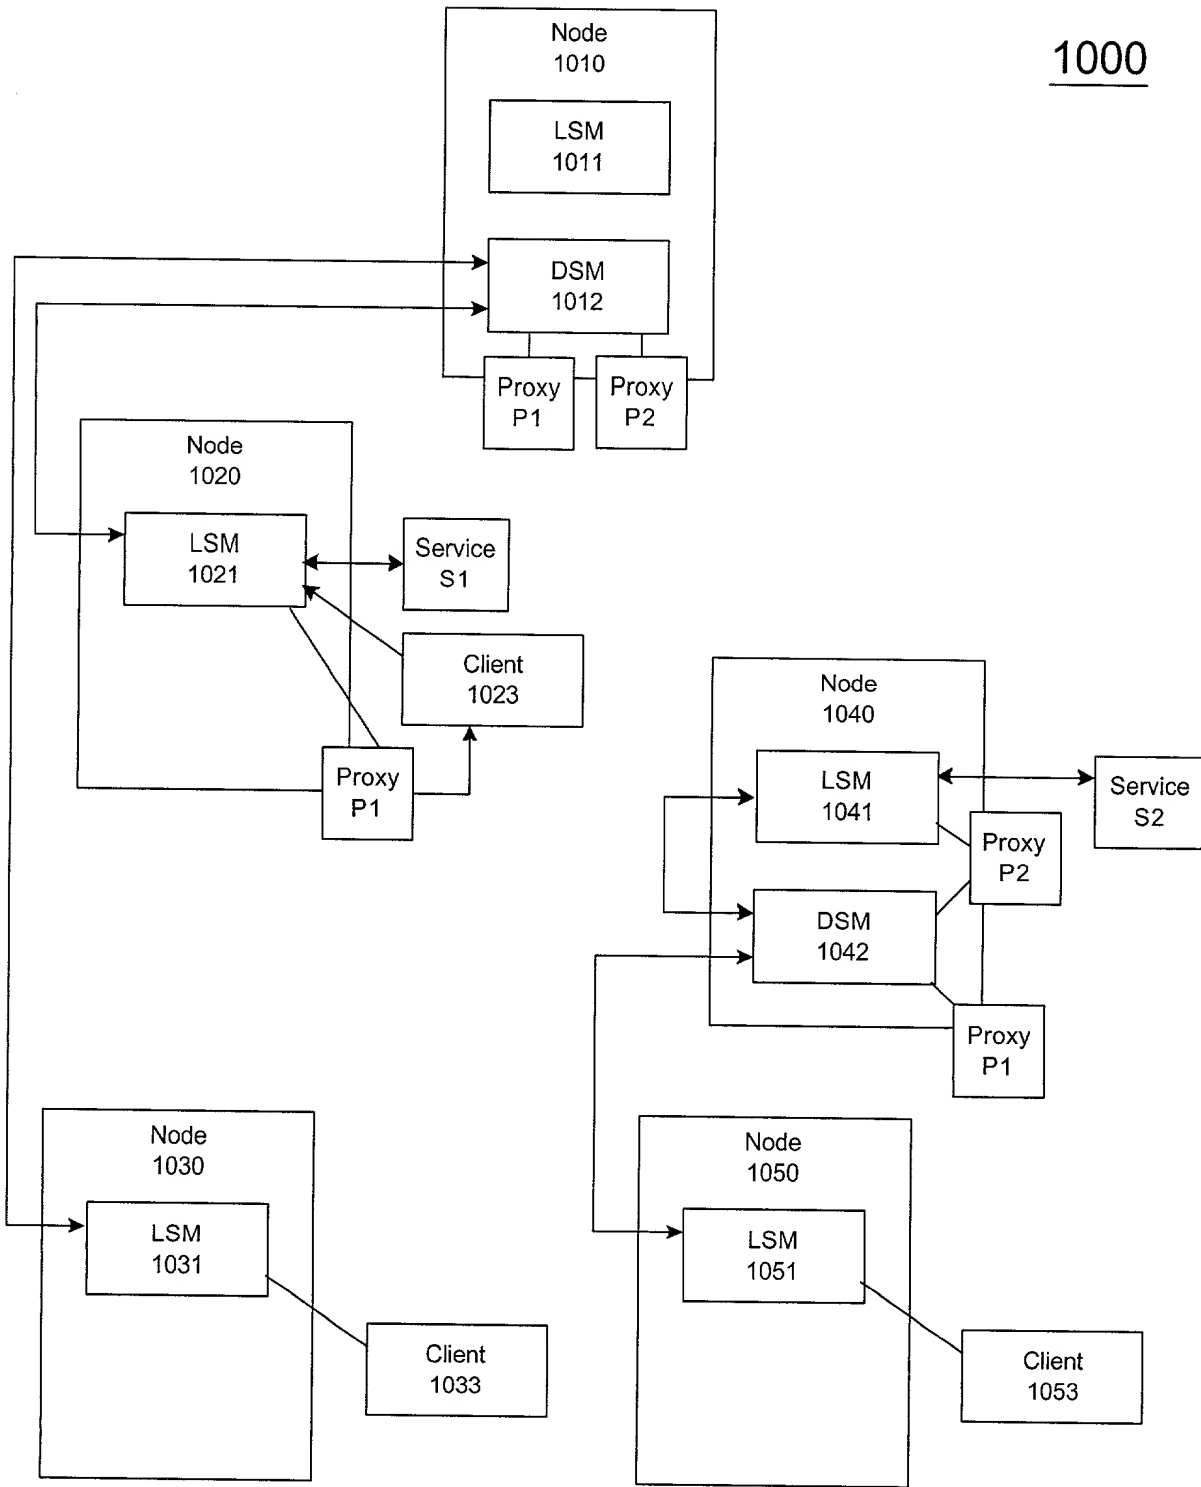 1000
Node
1010
LSM
1011
DSM
1012
Proxy
P1
Proxy
P2
Node
1020
LSM
1021
Service
S1
Client
1023
Proxy
P1
Node
1040
LSM
1041
Service
S2
Proxy
P2
DSM
1042
Proxy
P1
Node
1030
LSM
1031
Client
1033
Node
1050
LSM
1051
Client
1053